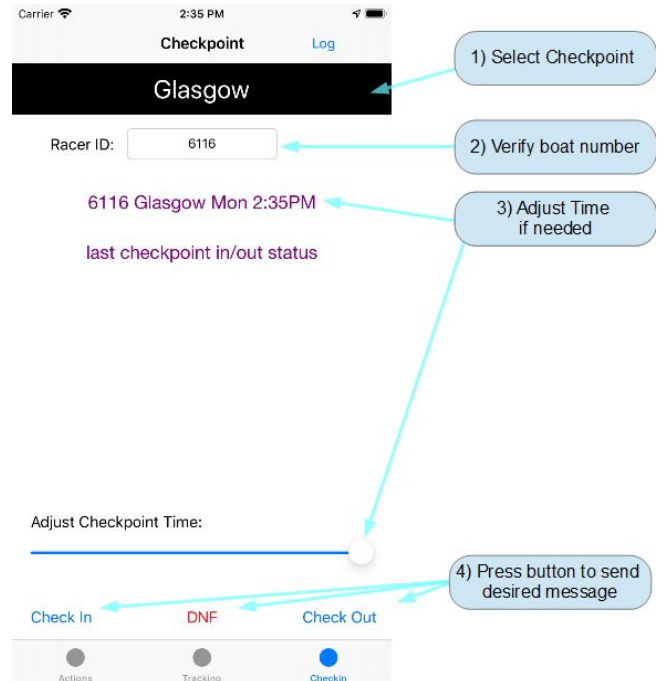 Carrier 2:35 PM
Checkpoint Log
Glasgow
1) Select Checkpoint
Racer ID: 6116
2) Verify boat number
6116 Glasgow Mon 2:35PM
3) Adjust Time
if needed
last checkpoint in/out status
Adjust Checkpoint Time:
4) Press button to send
desired message
Check In DNF Check Out
Actions Tracking Checkin